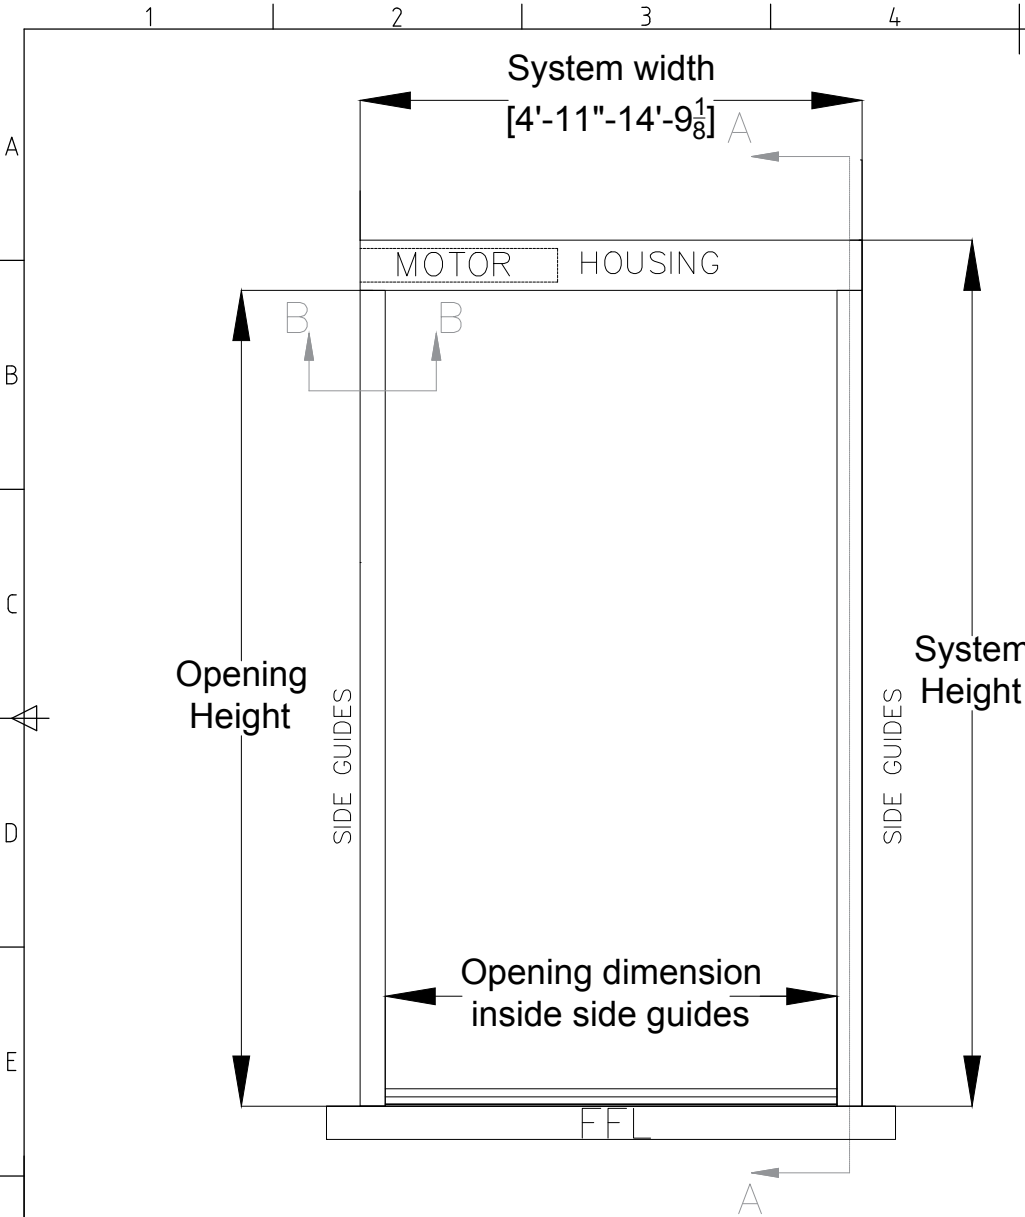 1 2 3 4
System width
[4'-11"-14'-9⅛]
A
A
MOTOR HOUSING
B B
B
C
Opening
Height
System
Height
SIDE GUIDES
SIDE GUIDES
D
Opening dimension
inside side guides
E
FFL
A